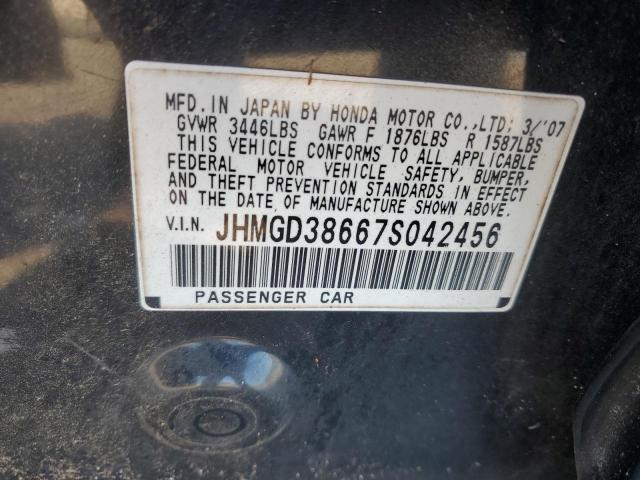 MFD. IN JAPAN BY HONDA MOTOR CO., LTD; 3/'07
GVWR 3446LBS GAWR F 1876LBS R 1587LBS
THIS VEHICLE CONFORMS TO ALL APPLICABLE
FEDERAL MOTOR VEHICLE SAFETY, BUMPER,
AND THEFT PREVENTION STANDARDS IN EFFECT
ON THE DATE OF MANUFACTURE SHOWN ABOVE.
V.I.N. JHMGD38667S042456
PASSENGER CAR